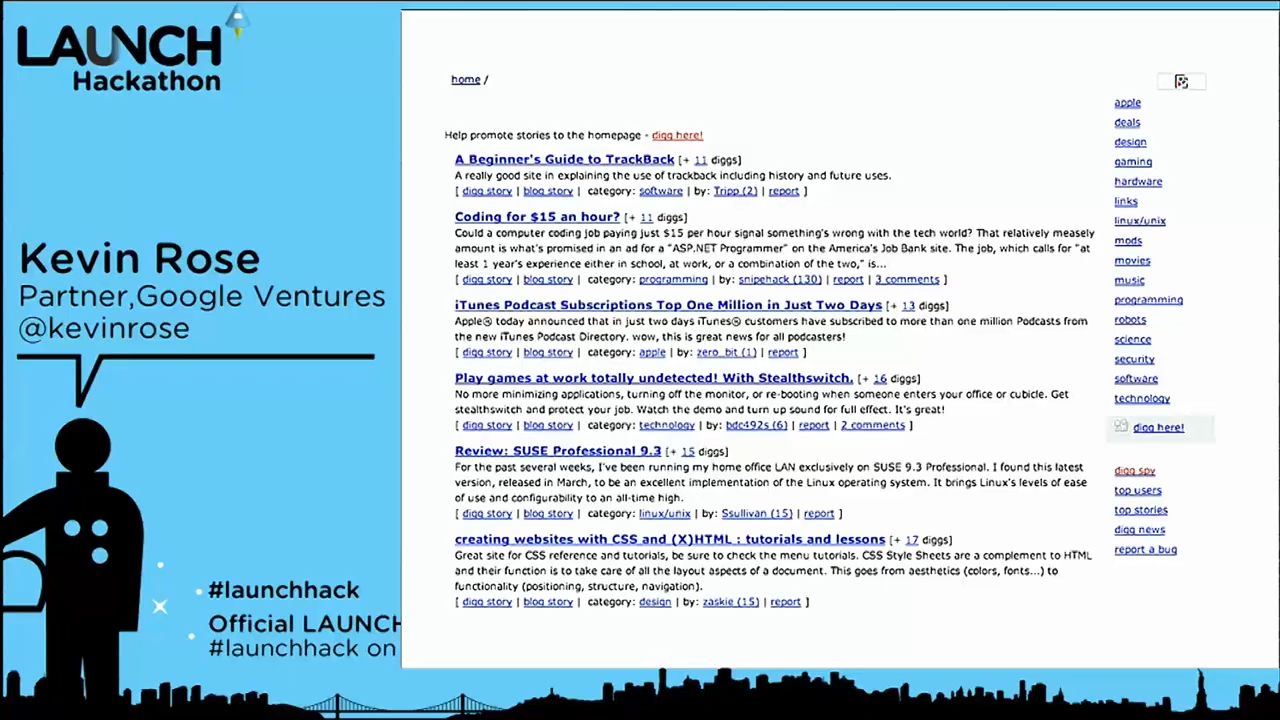 LAUNCH
Hackathon
Kevin Rose
Partner,Google Ventures
@kevinrose
#launchhack
Official LAUNCH
#launchhack on
home /
Help promote stories to the homepage - digg here!
A Beginner's Guide to TrackBack [+ 11 diggs]
A really good site in explaining the use of trackback including history and future uses.
[ digg story | blog story | category: software | by: Tripp (2) | report ]
Coding for $15 an hour? [+ 11 diggs]
Could a computer coding job paying just $15 per hour signal something's wrong with the tech world? That relatively measely
amount is what's promised in an ad for a "ASP.NET Programmer" on the America's Job Bank site. The job, which calls for "at
least 1 year's experience either in school, at work, or a combination of the two," is...
[ digg story | blog story | category: programming | by: snipehack (130) | report | 3 comments ]
iTunes Podcast Subscriptions Top One Million in Just Two Days [+ 13 diggs]
Apple® today announced that in just two days iTunes® customers have subscribed to more than one million Podcasts from
the new iTunes Podcast Directory. wow, this is great news for all podcasters!
[ digg story | blog story | category: apple | by: zero_bit (1) | report ]
Play games at work totally undetected! With Stealthswitch. [+ 16 diggs]
No more minimizing applications, turning off the monitor, or re-booting when someone enters your office or cubicle. Get
stealthswitch and protect your job. Watch the demo and turn up sound for full effect. It's great!
[ digg story | blog story | category: technology | by: bdc492s (6) | report | 2 comments ]
Review: SUSE Professional 9.3 [+ 15 diggs]
For the past several weeks, I've been running my home office LAN exclusively on SUSE 9.3 Professional. I found this latest
version, released in March, to be an excellent implementation of the Linux operating system. It brings Linux's levels of ease
of use and configurability to an all-time high.
[ digg story | blog story | category: linux/unix | by: Ssullivan (15) | report ]
creating websites with CSS and (X)HTML : tutorials and lessons [+ 17 diggs]
Great site for CSS reference and tutorials, be sure to check the menu tutorials. CSS Style Sheets are a complement to HTML
and their function is to take care of all the layout aspects of a document. This goes from aesthetics (colors, fonts...) to
functionality (positioning, structure, navigation).
[ digg story | blog story | category: design | by: zaskie (15) | report ]
apple
deals
design
gaming
hardware
links
linux/unix
mods
movies
music
programming
robots
science
security
software
technology
digg here!
digg spy
top users
top stories
digg news
report a bug